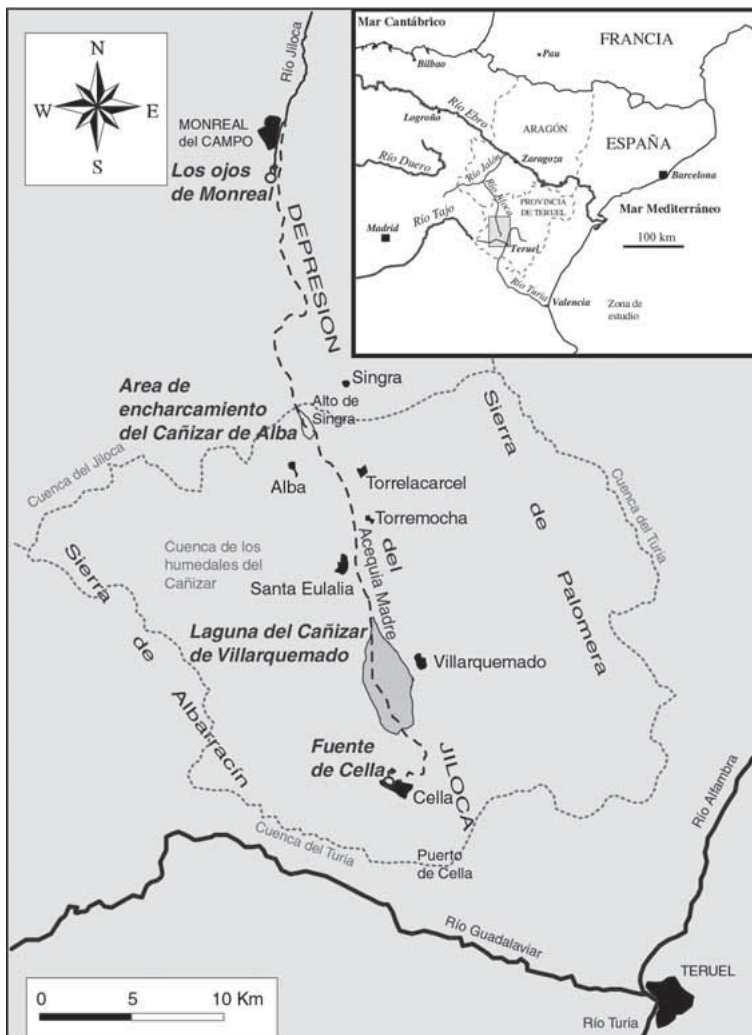 N
W
E
S
Río Jiloca
MONREAL
del CAMPO
Los ojos
de Monreal
Mar Cantábrico
FRANCIA
Pau
Bilbao
Río Ebro
Logroño
ARAGÓN
ESPAÑA
Río Duero
Río Jalón
Zaragoza
Barcelona
Río Jiloca
PROVINCIA
DE TERUEL
Mar Mediterráneo
Río Tajo
Madrid
Teruel
100 km
Río Turia
Valencia
Zona de
estudio
DEPRESION
Singra
Area de
encharcamiento
del Cañizar de Alba
Alto de
Singra
Sierra
de
Palomera
Cuenca del Jiloca
Alba
Torrelacarcel
Cuenca del Turia
Torremocha
del
Acequia Madre
Cuenca de los
humedales del
Cañizar
Santa Eulalia
Sierra
de
Albarracín
Laguna del Cañizar
de Villarquemado
Villarquemado
Fuente
de Cella
JILOCA
Cella
Río Alfambra
Cuenca del Turia
Puerto
de Cella
Río Guadalaviar
TERUEL
0 5 10 Km
Río Turia